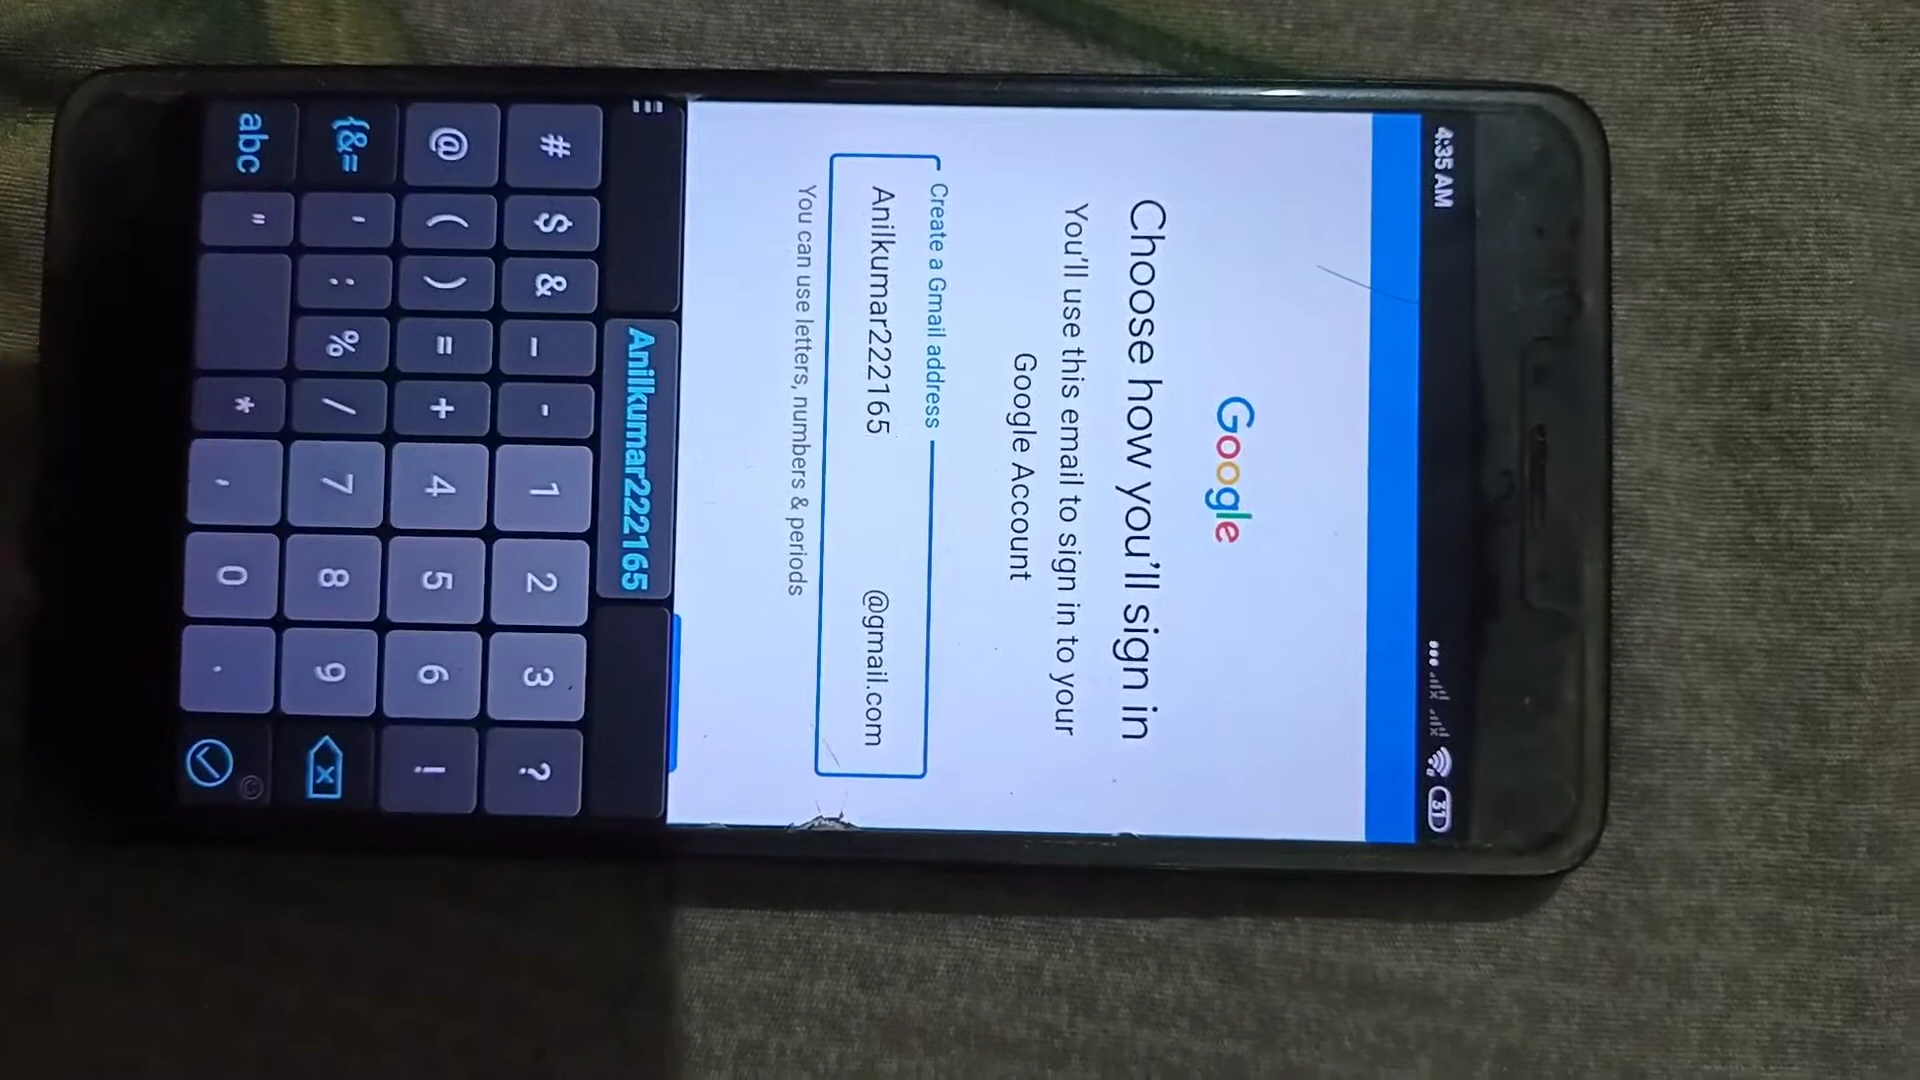 4:35 AM
31
Google
Choose how you'll sign in
You'll use this email to sign in to your
Google Account
Create a Gmail address
Anilkumar222165 @gmail.com
You can use letters, numbers & periods
Anilkumar222165
# $ & _ - 1 2 3 ?
@ ( ) = + 4 5 6 !
{&= ' : % / 7 8 9
abc " * , 0 .